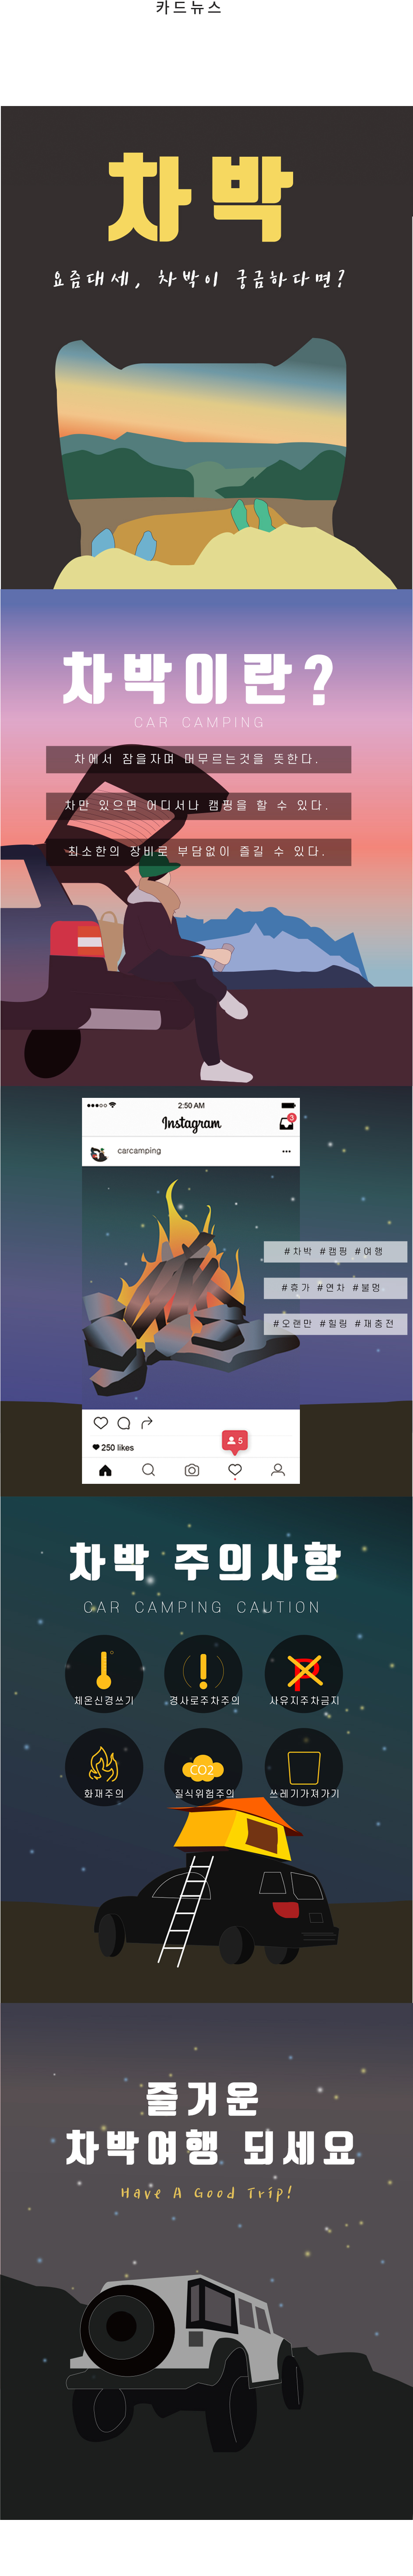 카드뉴스
차박
요즘대세, 차박이 궁금하다면?
차박이란?
CAR CAMPING
차에서 잠을자며 머무르는것을 뜻한다.
차만 있으면 어디서나 캠핑을 할 수 있다.
최소한의 장비로 부담없이 즐길 수 있다.
2:50 AM
Instagram
3
carcamping
#차박 #캠핑 #여행
#휴가 #연차 #불멍
#오랜만 #힐링 #재충전
5
250 likes
차박 주의사항
CAR CAMPING CAUTION
체온신경쓰기
경사로주차주의
P
사유지주차금지
화재주의
CO2
질식위험주의
쓰레기가져가기
즐거운
차박여행 되세요
Have A Good Trip!